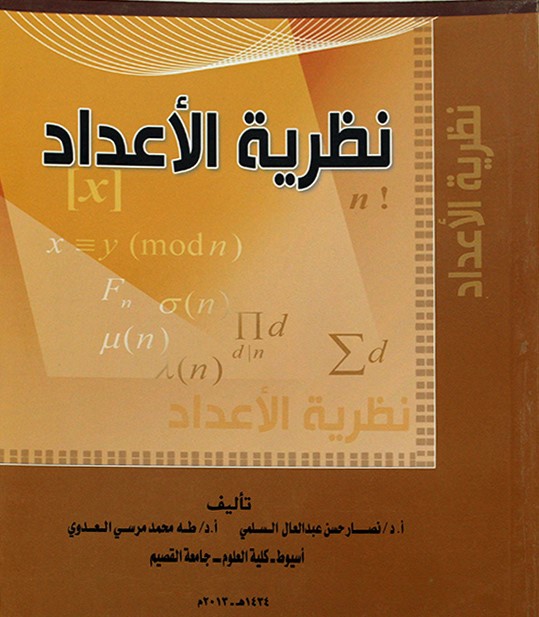 نظرية الأعداد
نظرية الأعداد
[x]
n !
x ≡ y (mod n)
F_n σ(n)
μ(n)
∏ d
d|n
∑ d
λ(n)
نظرية الأعداد
تأليف
أ.د/ نصار حسن عبدالعال السلمي أ.د/ طه محمد مرسي العدوي
أسيوط - كلية العلوم - جامعة القصيم
١٤٣٤هـ - ٢٠١٣م